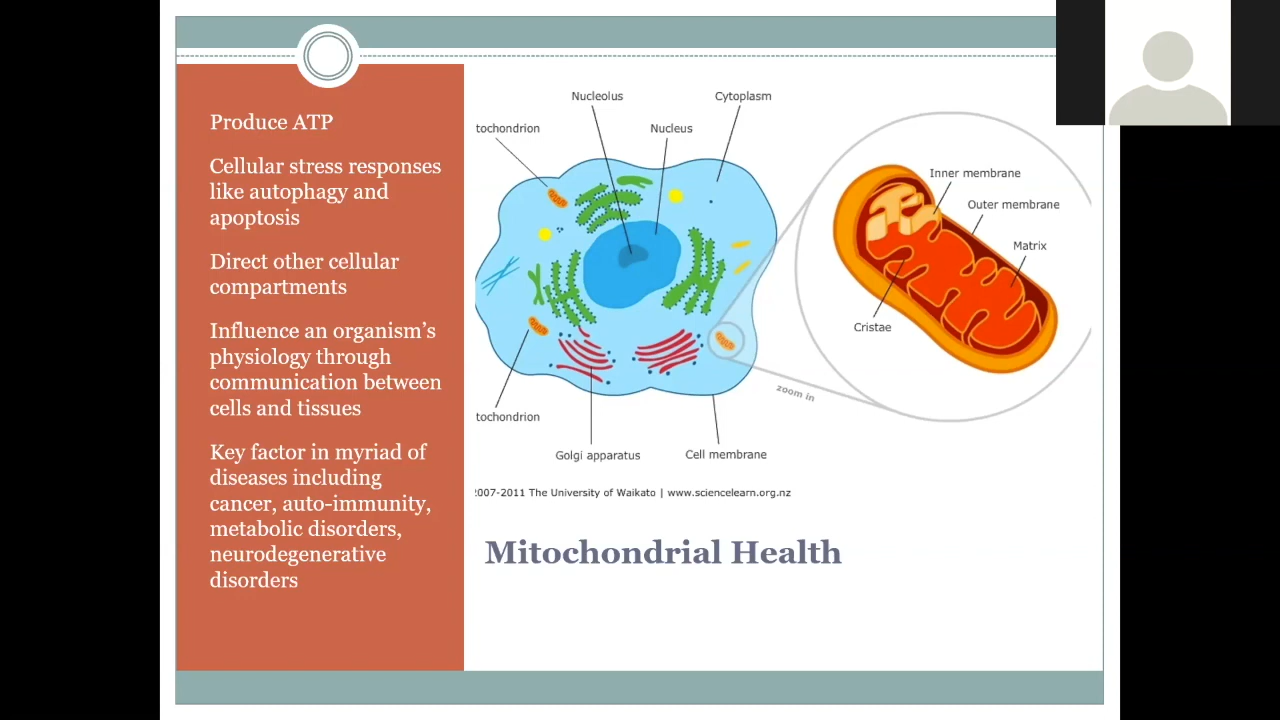 Produce ATP
Cellular stress responses
like autophagy and
apoptosis
Direct other cellular
compartments
Influence an organism's
physiology through
communication between
cells and tissues
Key factor in myriad of
diseases including
cancer, auto-immunity,
metabolic disorders,
neurodegenerative
disorders
Nucleolus
Cytoplasm
tochondrion
Nucleus
Inner membrane
Outer membrane
Matrix
Cristae
zoom in
tochondrion
Golgi apparatus
Cell membrane
2007-2011 The University of Waikato | www.sciencelearn.org.nz
Mitochondrial Health